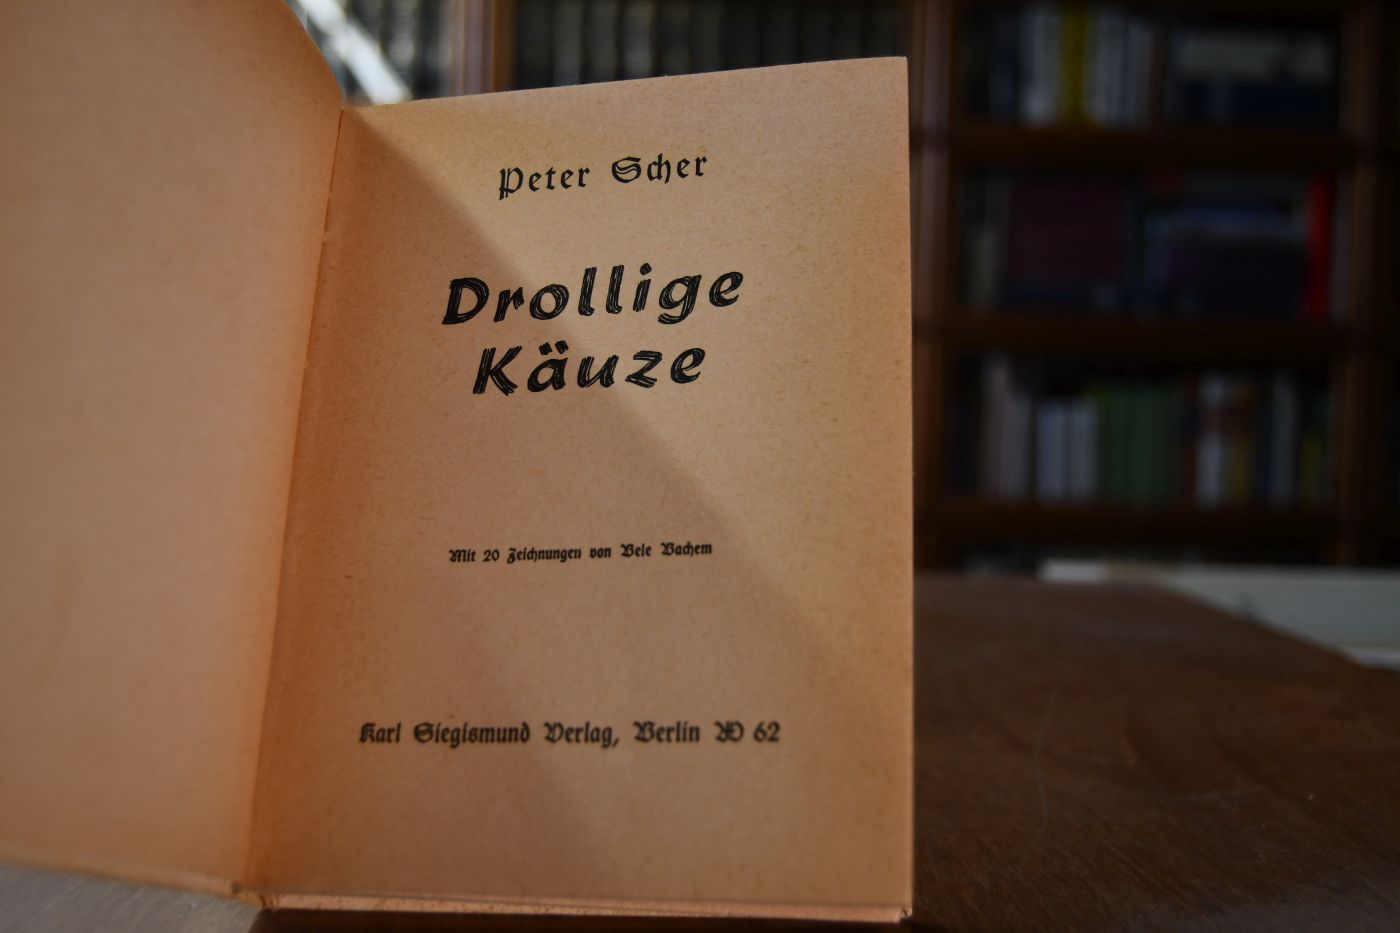 Peter Scher
Drollige
Käuze
Mit 20 Zeichnungen von Bele Bachem
Karl Siegismund Verlag, Berlin W 62